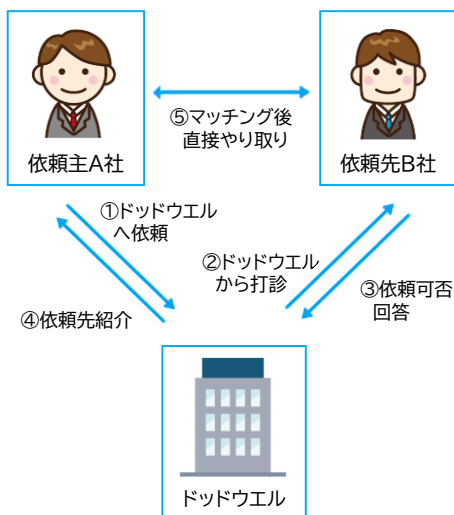 ⑤マッチング後
直接やり取り
依頼主A社
依頼先B社
①ドッドウエル
へ依頼
②ドッドウエル
から打診
③依頼可否
回答
④依頼先紹介
ドッドウエル